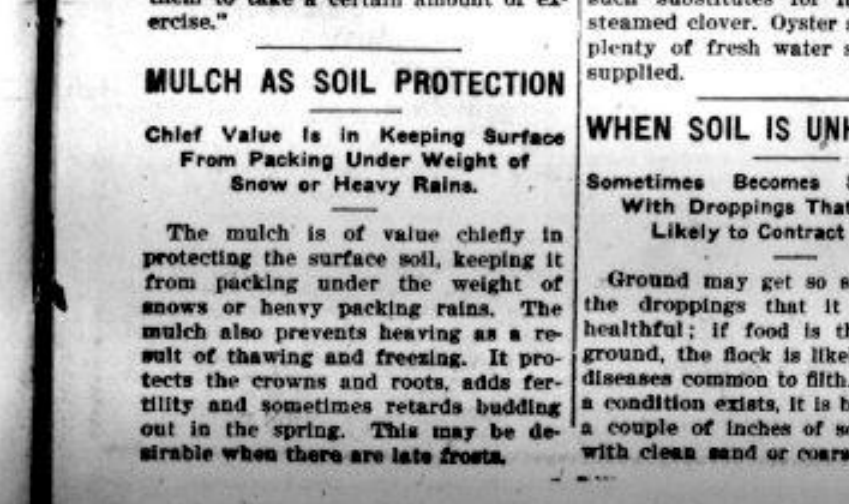 ercise."
MULCH AS SOIL PROTECTION
Chief Value Is in Keeping Surface
From Packing Under Weight of
Snow or Heavy Rains.
The mulch is of value chiefly in
protecting the surface soil, keeping it
from packing under the weight of
snows or heavy packing rains. The
mulch also prevents heaving as a re-
sult of thawing and freezing. It pro-
tects the crowns and roots, adds fer-
tility and sometimes retards budding
out in the spring. This may be de-
sirable when there are late frosts.
steamed clover. Oyster
plenty of fresh water
supplied.
WHEN SOIL IS
Sometimes Becomes
With Droppings That
Likely to Contract
Ground may get so
the droppings that it
healthful; if food is
ground, the flock is
diseases common to filth.
a condition exists, it is
a couple of inches of
with clean sand or